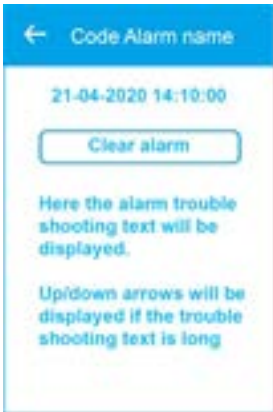 Code Alarm name
21-04-2020 14:10:00
Clear alarm
Here the alarm trouble
shooting text will be
displayed.
Up/down arrows will be
displayed if the trouble
shooting text is long